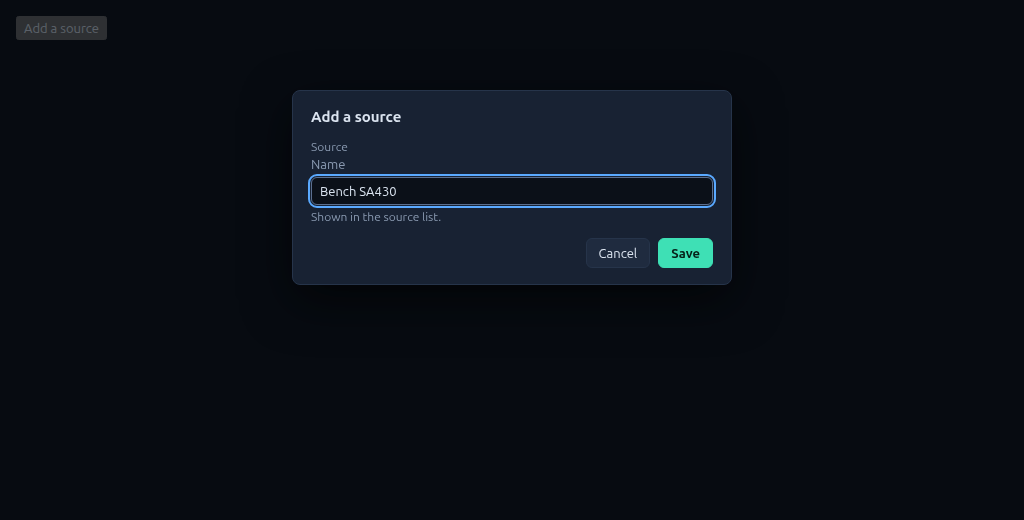 Add a source
Add a source
Source
Name
Bench SA430
Shown in the source list.
Cancel
Save